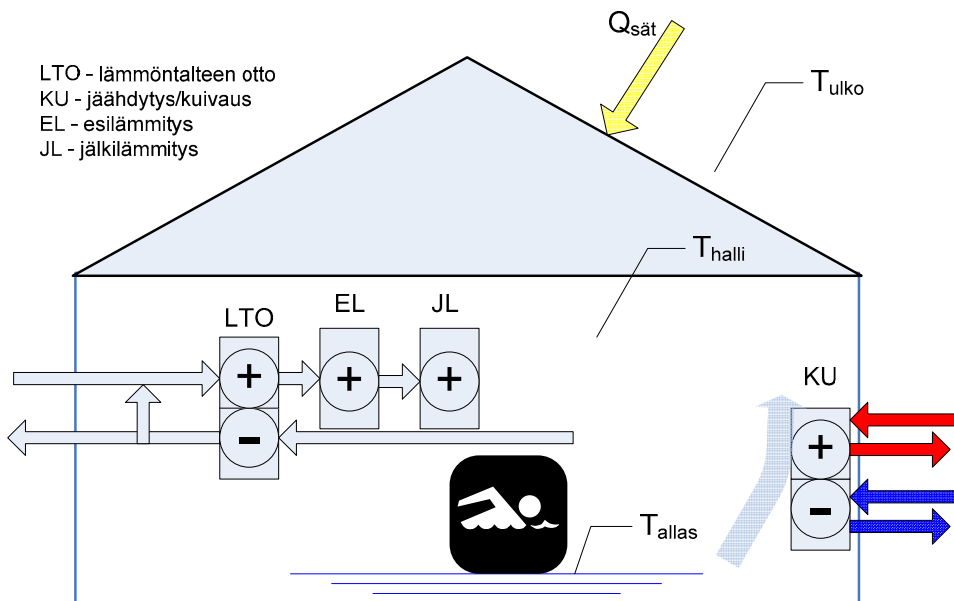 Qsät
LTO - lämmöntalteen otto
KU - jäähdytys/kuivaus
EL - esilämmitys
JL - jälkilämmitys
Tulko
Thalli
LTO
EL
JL
KU
+
+
+
-
+
-
Tallas